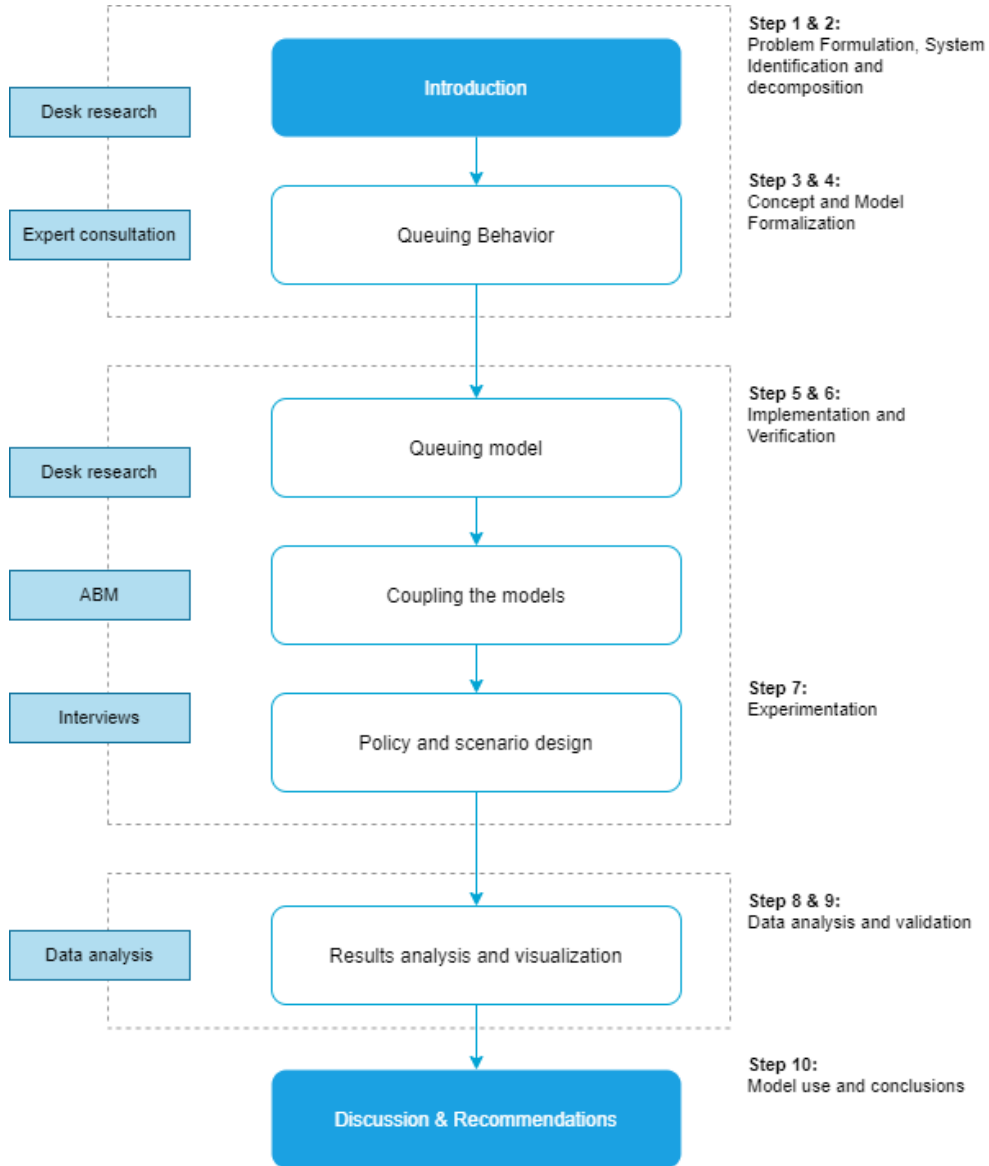 Step 1 & 2:
Problem Formulation, System
Identification and
decomposition
Introduction
Desk research
Step 3 & 4:
Concept and Model
Formalization
Expert consultation
Queuing Behavior
Step 5 & 6:
Implementation and
Verification
Queuing model
Desk research
ABM
Coupling the models
Step 7:
Experimentation
Interviews
Policy and scenario design
Step 8 & 9:
Data analysis and validation
Data analysis
Results analysis and visualization
Step 10:
Model use and conclusions
Discussion & Recommendations